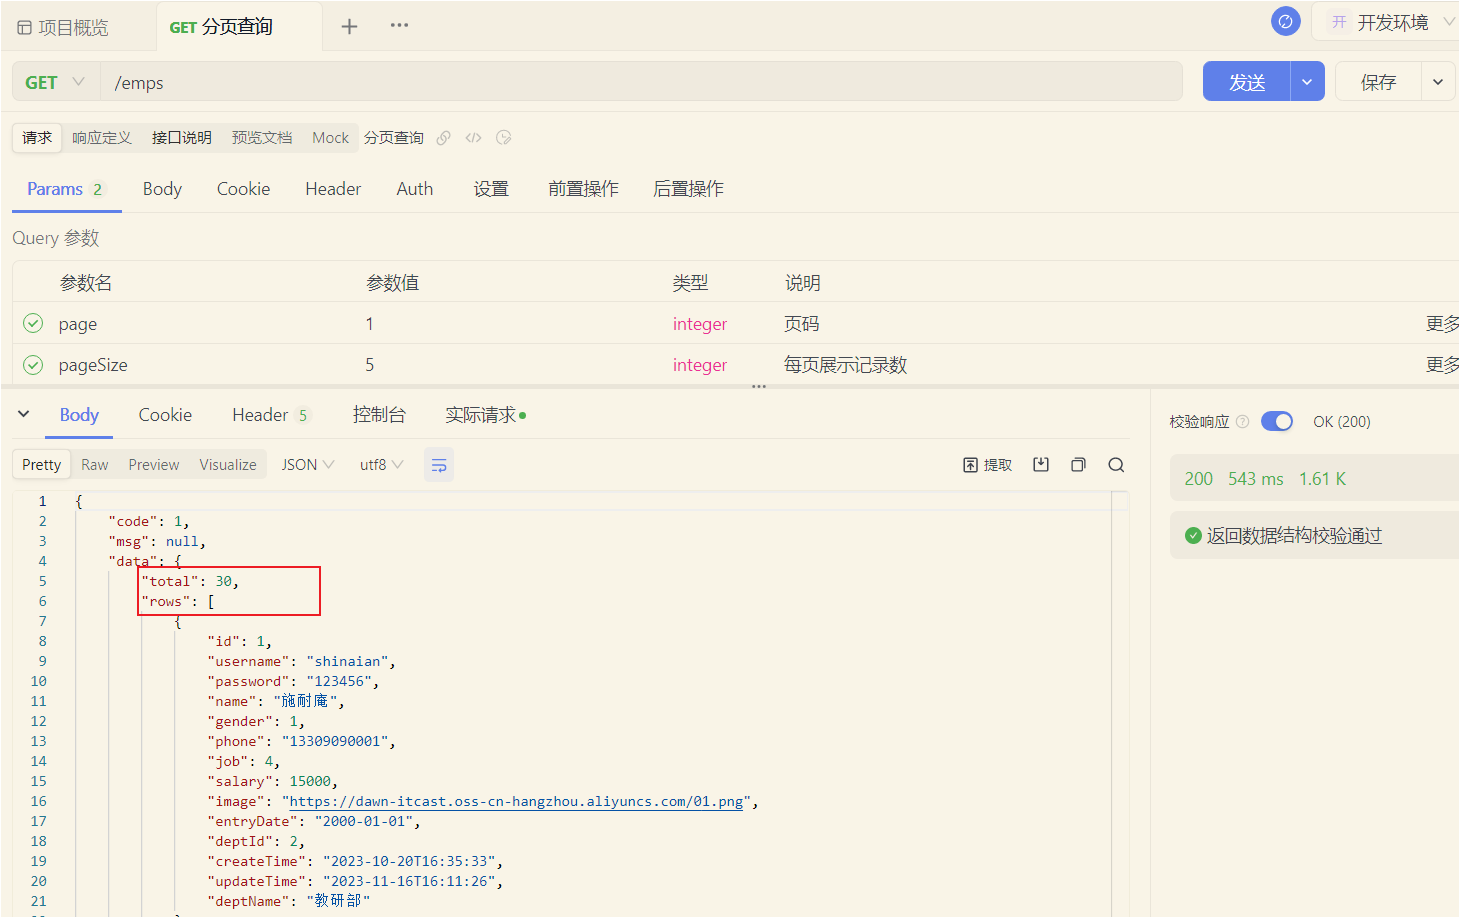 项目概览
GET 分页查询
开 开发环境
GET /emps
发送
保存
请求 响应定义 接口说明 预览文档 Mock 分页查询
Params 2 Body Cookie Header Auth 设置 前置操作 后置操作
Query 参数
参数名 参数值 类型 说明
page 1 integer 页码 更多
pageSize 5 integer 每页展示记录数 更多
Body Cookie Header 5 控制台 实际请求
校验响应 OK (200)
Pretty Raw Preview Visualize JSON utf8 提取
200 543 ms 1.61 K
返回数据结构校验通过
1 {
2 "code": 1,
3 "msg": null,
4 "data": {
5 "total": 30,
6 "rows": [
7 {
8 "id": 1,
9 "username": "shinaian",
10 "password": "123456",
11 "name": "施耐庵",
12 "gender": 1,
13 "phone": "13309090001",
14 "job": 4,
15 "salary": 15000,
16 "image": "https://dawn-itcast.oss-cn-hangzhou.aliyuncs.com/01.png",
17 "entryDate": "2000-01-01",
18 "deptId": 2,
19 "createTime": "2023-10-20T16:35:33",
20 "updateTime": "2023-11-16T16:11:26",
21 "deptName": "教研部"